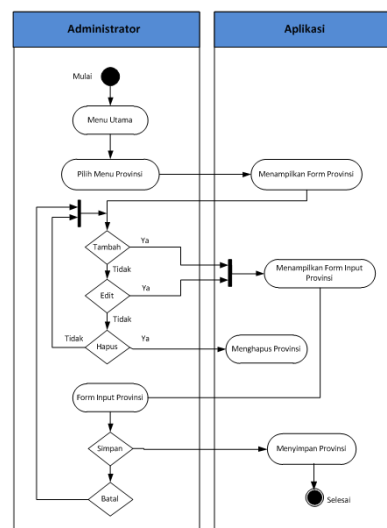 Administrator
Aplikasi
Mulai
Menu Utama
Pilih Menu Provinsi
Menampilkan Form Provinsi
Tambah
Ya
Tidak
Menampilkan Form Input
Provinsi
Edit
Ya
Tidak
Hapus
Ya
Tidak
Menghapus Provinsi
Form Input Provinsi
Simpan
Menyimpan Provinsi
Batal
Selesai